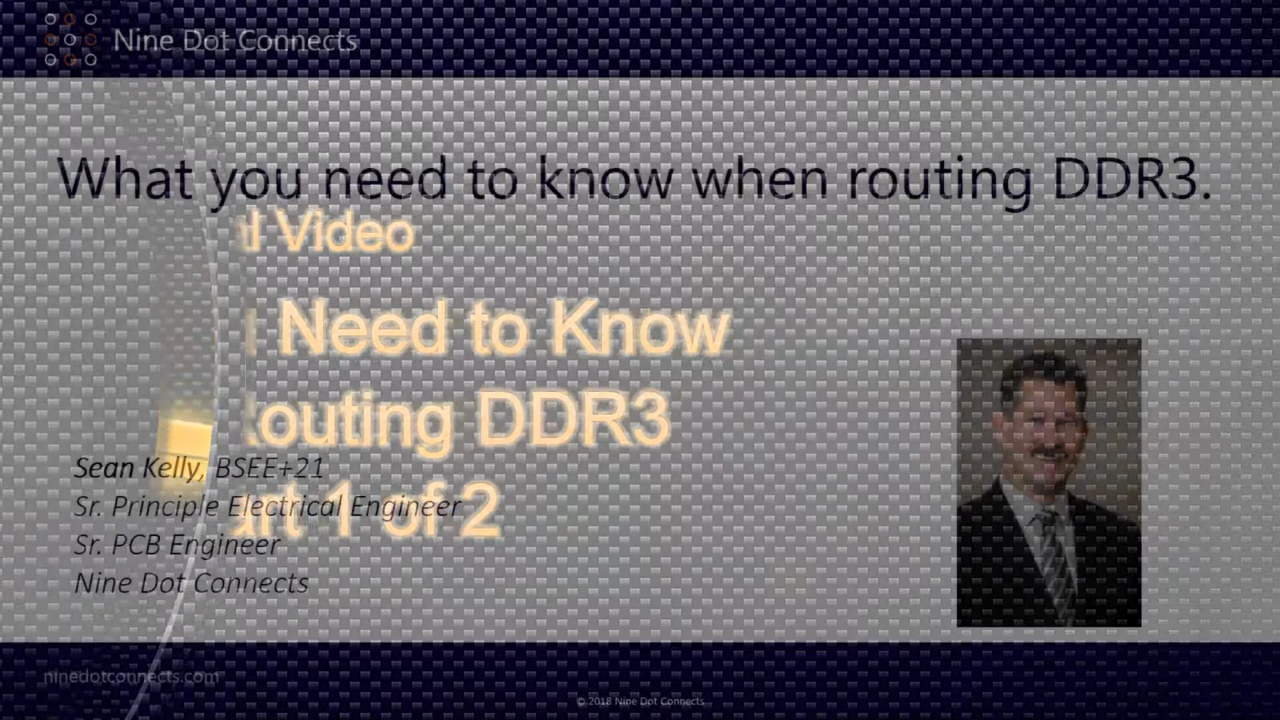 Nine Dot Connects
What you need to know when routing DDR3.
Video
Need to Know
outing DDR3
Sean Kelly, BSEE+21
Sr. Principle Electrical Engineer
art 1 of 2
Sr. PCB Engineer
Nine Dot Connects
ninedotconnects.com
© 2018 Nine Dot Connects